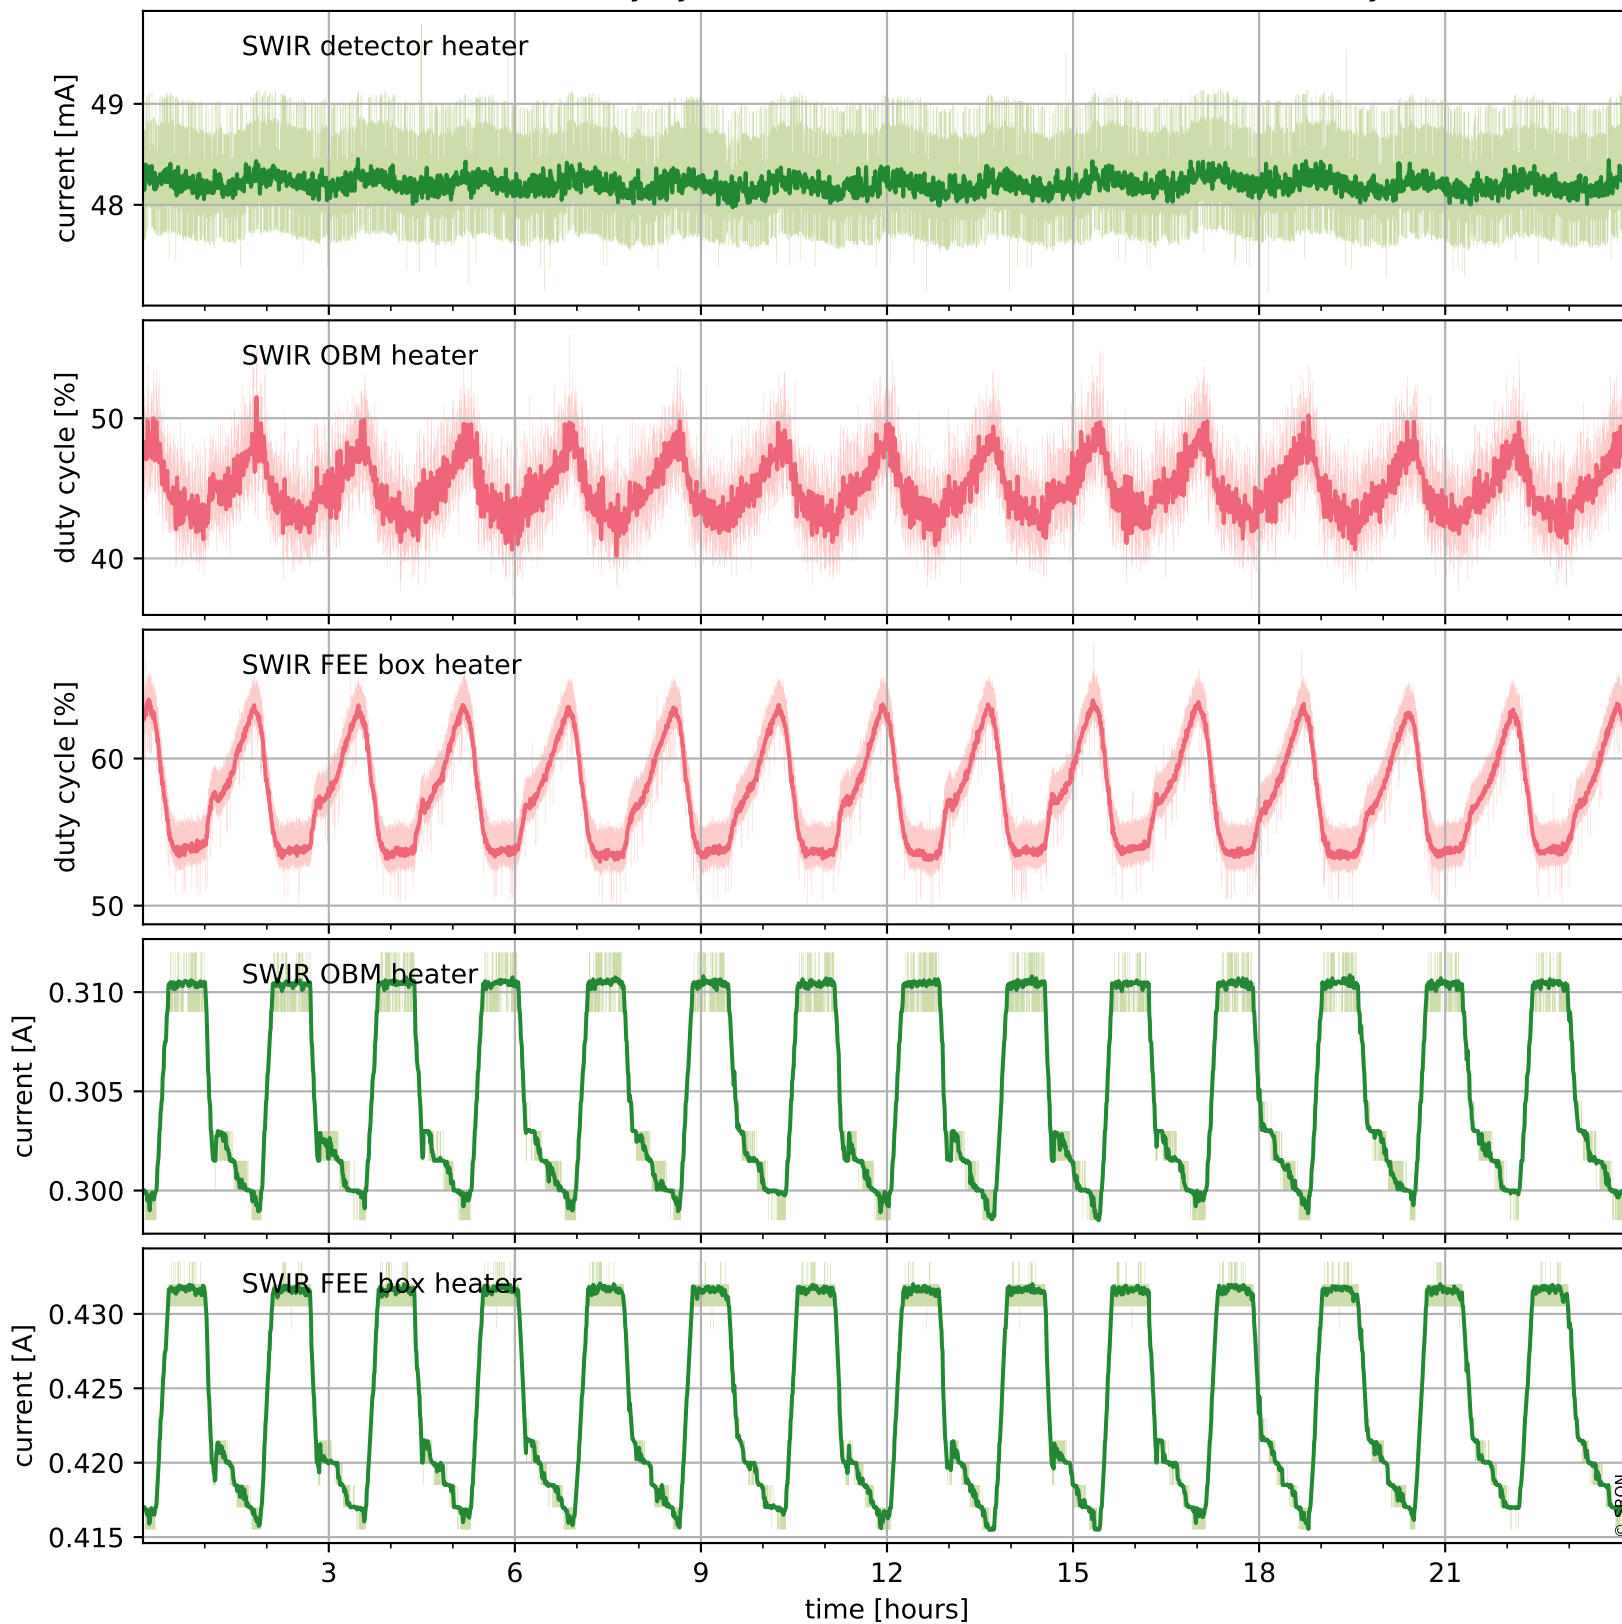 SWIR detector heater
current [mA]
49
48
SWIR OBM heater
duty cycle [%]
50
40
SWIR FEE box heater
duty cycle [%]
60
50
SWIR OBM heater
current [A]
0.310
0.305
0.300
SWIR FEE box heater
current [A]
0.430
0.425
0.420
0.415
3 6 9 12 15 18 21
time [hours]
© SRON